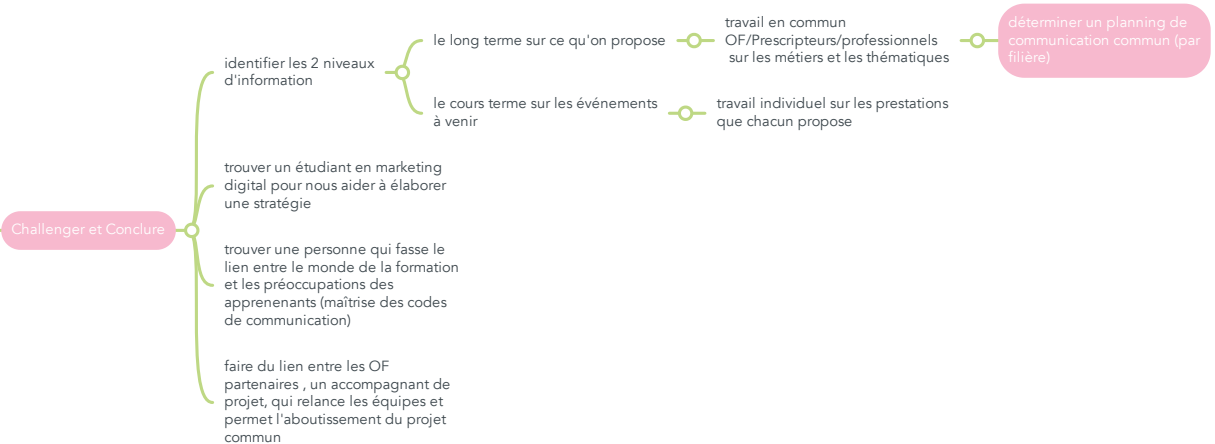 Challenger et Conclure
identifier les 2 niveaux
d'information
le long terme sur ce qu'on propose
travail en commun
OF/Prescripteurs/professionnels
sur les métiers et les thématiques
déterminer un planning de
communication commun (par
filière)
le cours terme sur les événements
à venir
travail individuel sur les prestations
que chacun propose
trouver un étudiant en marketing
digital pour nous aider à élaborer
une stratégie
trouver une personne qui fasse le
lien entre le monde de la formation
et les préoccupations des
apprenenants (maîtrise des codes
de communication)
faire du lien entre les OF
partenaires , un accompagnant de
projet, qui relance les équipes et
permet l'aboutissement du projet
commun